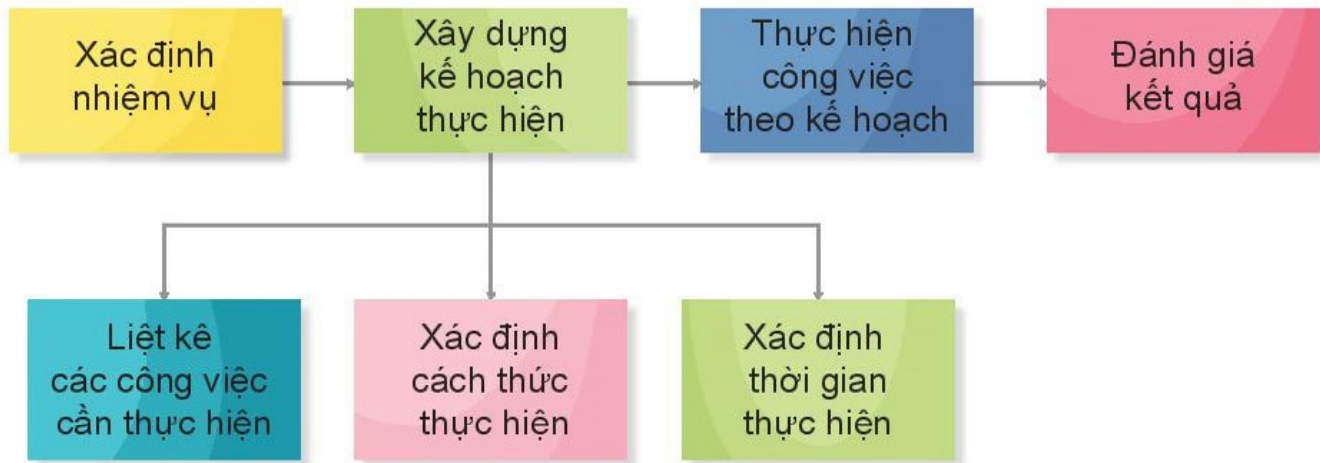 Xác định
nhiệm vụ
Xây dựng
kế hoạch
thực hiện
Thực hiện
công việc
theo kế hoạch
Đánh giá
kết quả
Liệt kê
các công việc
cần thực hiện
Xác định
cách thức
thực hiện
Xác định
thời gian
thực hiện